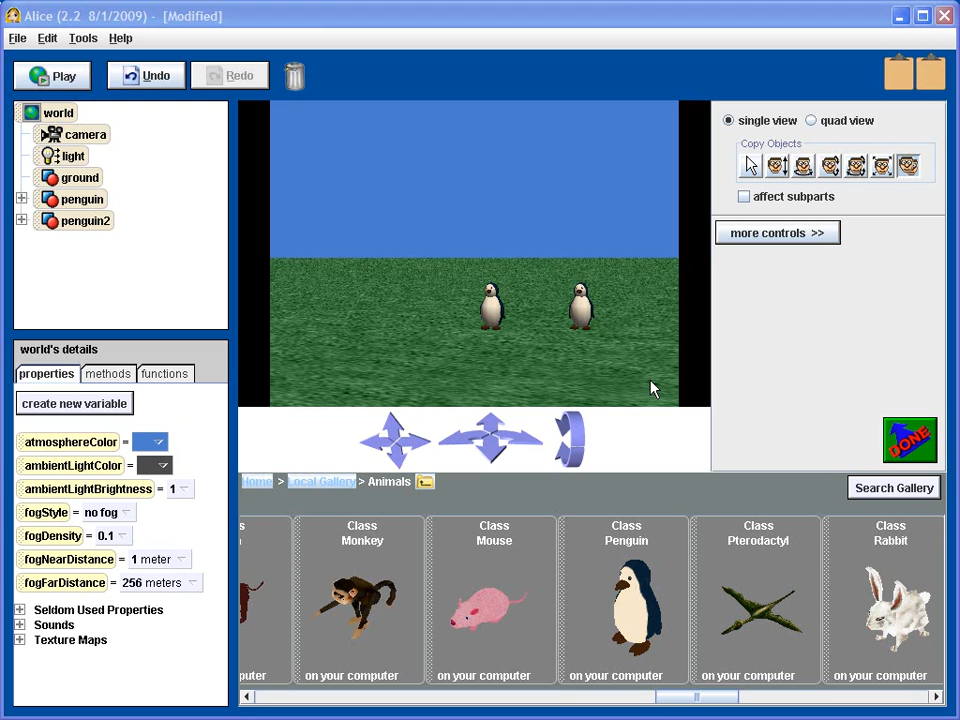 Alice (2.2 8/1/2009) - [Modified]
File Edit Tools Help
Play Undo Redo
world
camera
light
ground
penguin
penguin2
single view quad view
Copy Objects
affect subparts
more controls >>
DONE
world's details
properties methods functions
create new variable
atmosphereColor =
ambientLightColor =
ambientLightBrightness = 1
fogStyle = no fog
fogDensity = 0.1
fogNearDistance = 1 meter
fogFarDistance = 256 meters
Seldom Used Properties
Sounds
Texture Maps
Home > Local Gallery > Animals
Search Gallery
Class
Monkey
on your computer
Class
Mouse
on your computer
Class
Penguin
on your computer
Class
Pterodactyl
on your computer
Class
Rabbit
on your computer